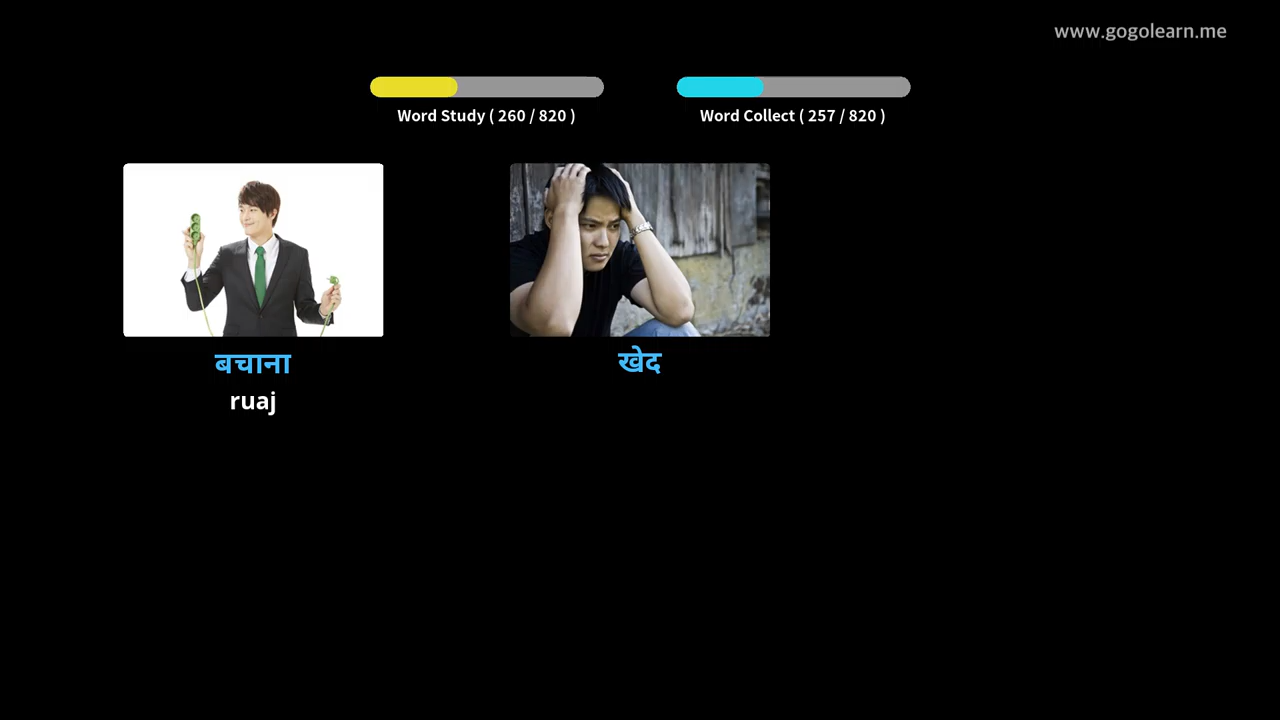 www.gogolearn.me
Word Study ( 260 / 820 )
Word Collect ( 257 / 820 )
बचाना
ruaj
खेद